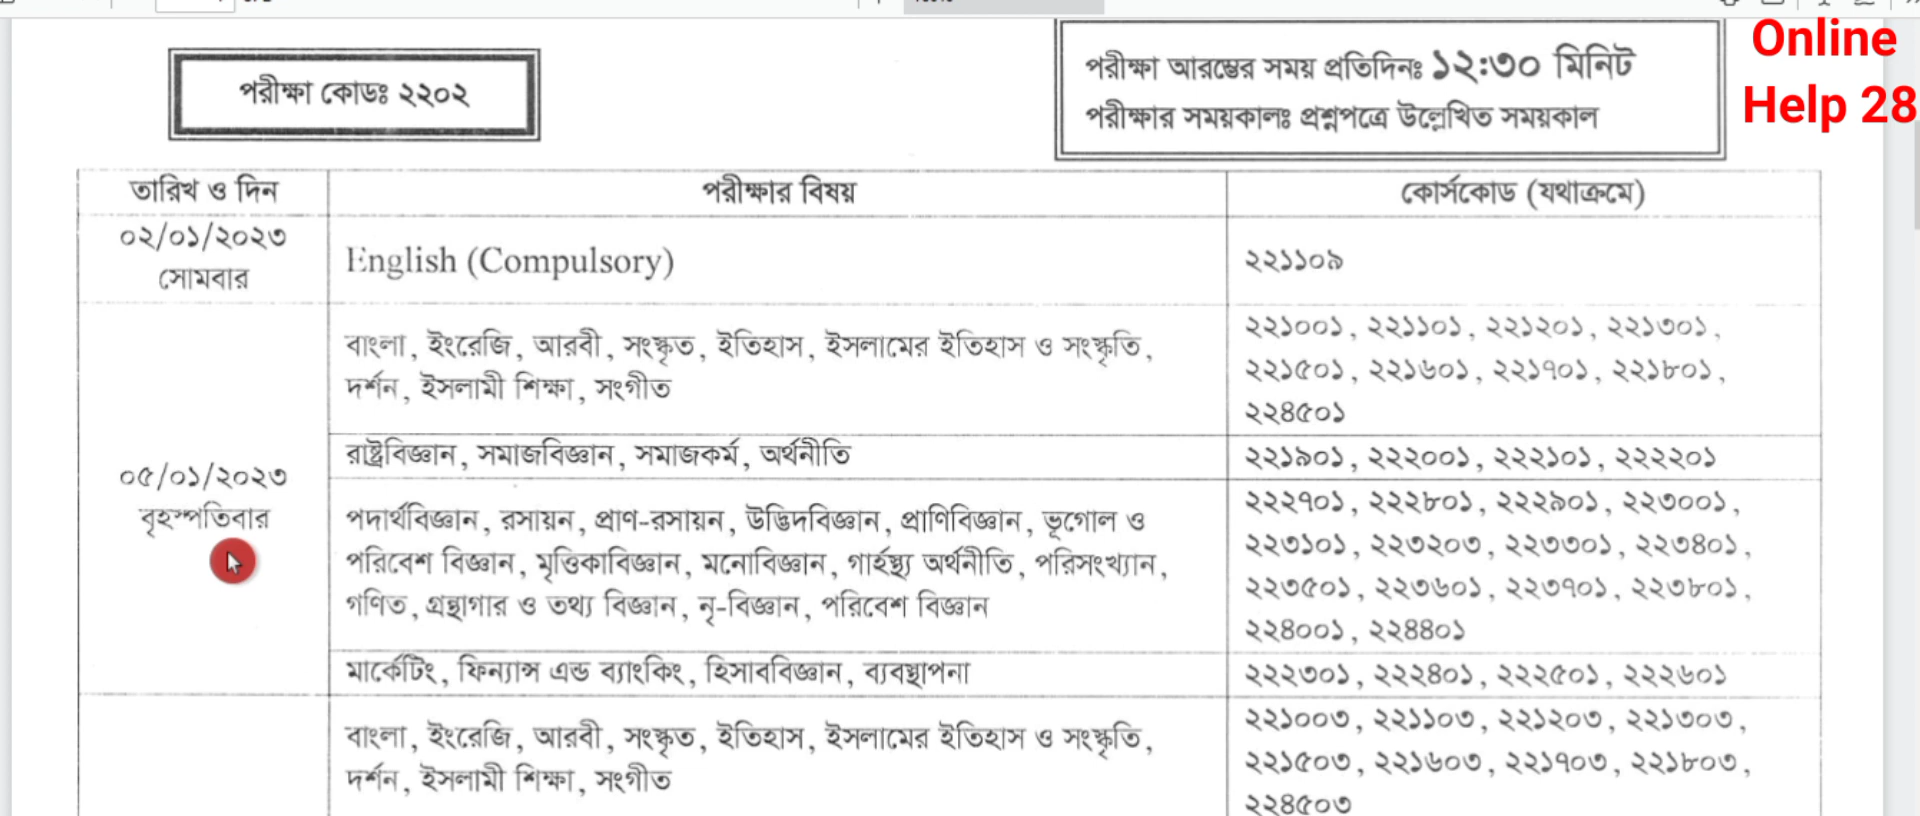 পরীক্ষা কোডঃ ২২০২
পরীক্ষা আরম্ভের সময় প্রতিদিনঃ ১২:৩০ মিনিট
পরীক্ষার সময়কালঃ প্রশ্নপত্রে উল্লেখিত সময়কাল
Online
Help 28
তারিখ ও দিন
পরীক্ষার বিষয়
কোর্সকোড (যথাক্রমে)
০২/০১/২০২৩
সোমবার
English (Compulsory)
২২১১০৯
০৫/০১/২০২৩
বৃহস্পতিবার
বাংলা, ইংরেজি, আরবী, সংস্কৃত, ইতিহাস, ইসলামের ইতিহাস ও সংস্কৃতি,
দর্শন, ইসলামী শিক্ষা, সংগীত
২২১০০১, ২২১১০১, ২২১২০১, ২২১৩০১,
২২১৫০১, ২২১৬০১, ২২১৭০১, ২২১৮০১,
২২৪৫০১
রাষ্ট্রবিজ্ঞান, সমাজবিজ্ঞান, সমাজকর্ম, অর্থনীতি
২২১৯০১, ২২২০০১, ২২২১০১, ২২২২০১
পদার্থবিজ্ঞান, রসায়ন, প্রাণ-রসায়ন, উদ্ভিদবিজ্ঞান, প্রাণিবিজ্ঞান, ভূগোল ও
পরিবেশ বিজ্ঞান, মৃত্তিকাবিজ্ঞান, মনোবিজ্ঞান, গার্হস্থ্য অর্থনীতি, পরিসংখ্যান,
গণিত, গ্রন্থাগার ও তথ্য বিজ্ঞান, নৃ-বিজ্ঞান, পরিবেশ বিজ্ঞান
২২২৭০১, ২২২৮০১, ২২২৯০১, ২২৩০০১,
২২৩১০১, ২২৩২০৩, ২২৩৩০১, ২২৩৪০১,
২২৩৫০১, ২২৩৬০১, ২২৩৭০১, ২২৩৮০১,
২২৪০০১, ২২৪৪০১
মার্কেটিং, ফিন্যান্স এন্ড ব্যাংকিং, হিসাববিজ্ঞান, ব্যবস্থাপনা
২২২৩০১, ২২২৪০১, ২২২৫০১, ২২২৬০১
বাংলা, ইংরেজি, আরবী, সংস্কৃত, ইতিহাস, ইসলামের ইতিহাস ও সংস্কৃতি,
দর্শন, ইসলামী শিক্ষা, সংগীত
২২১০০৩, ২২১১০৩, ২২১২০৩, ২২১৩০৩,
২২১৫০৩, ২২১৬০৩, ২২১৭০৩, ২২১৮০৩,
২২৪৫০৩